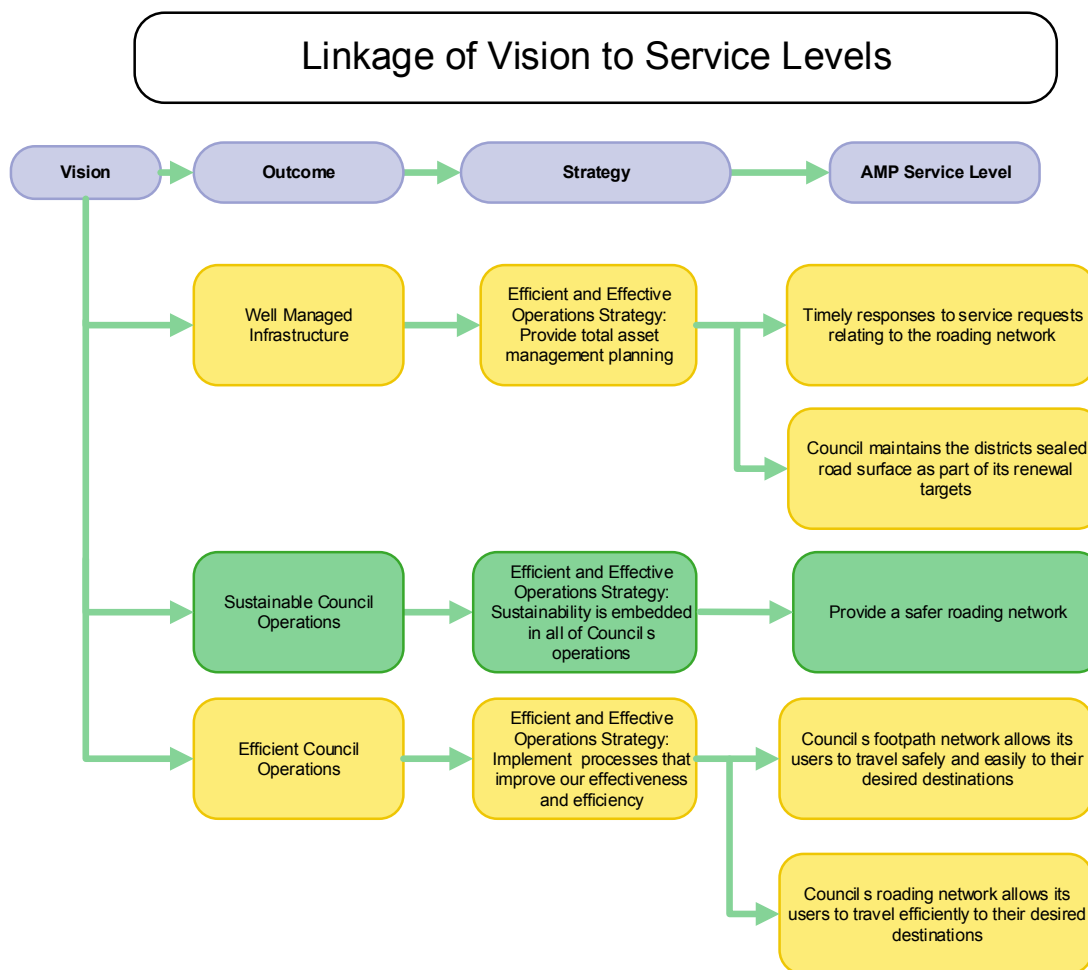 Linkage of Vision to Service Levels
Vision
Outcome
Strategy
AMP Service Level
Well Managed
Infrastructure
Efficient and Effective
Operations Strategy:
Provide total asset
management planning
Timely responses to service requests
relating to the roading network
Council maintains the districts sealed
road surface as part of its renewal
targets
Sustainable Council
Operations
Efficient and Effective
Operations Strategy:
Sustainability is embedded
in all of Council s
operations
Provide a safer roading network
Efficient Council
Operations
Efficient and Effective
Operations Strategy:
Implement processes that
improve our effectiveness
and efficiency
Council s footpath network allows its
users to travel safely and easily to their
desired destinations
Council s roading network allows its
users to travel efficiently to their desired
destinations